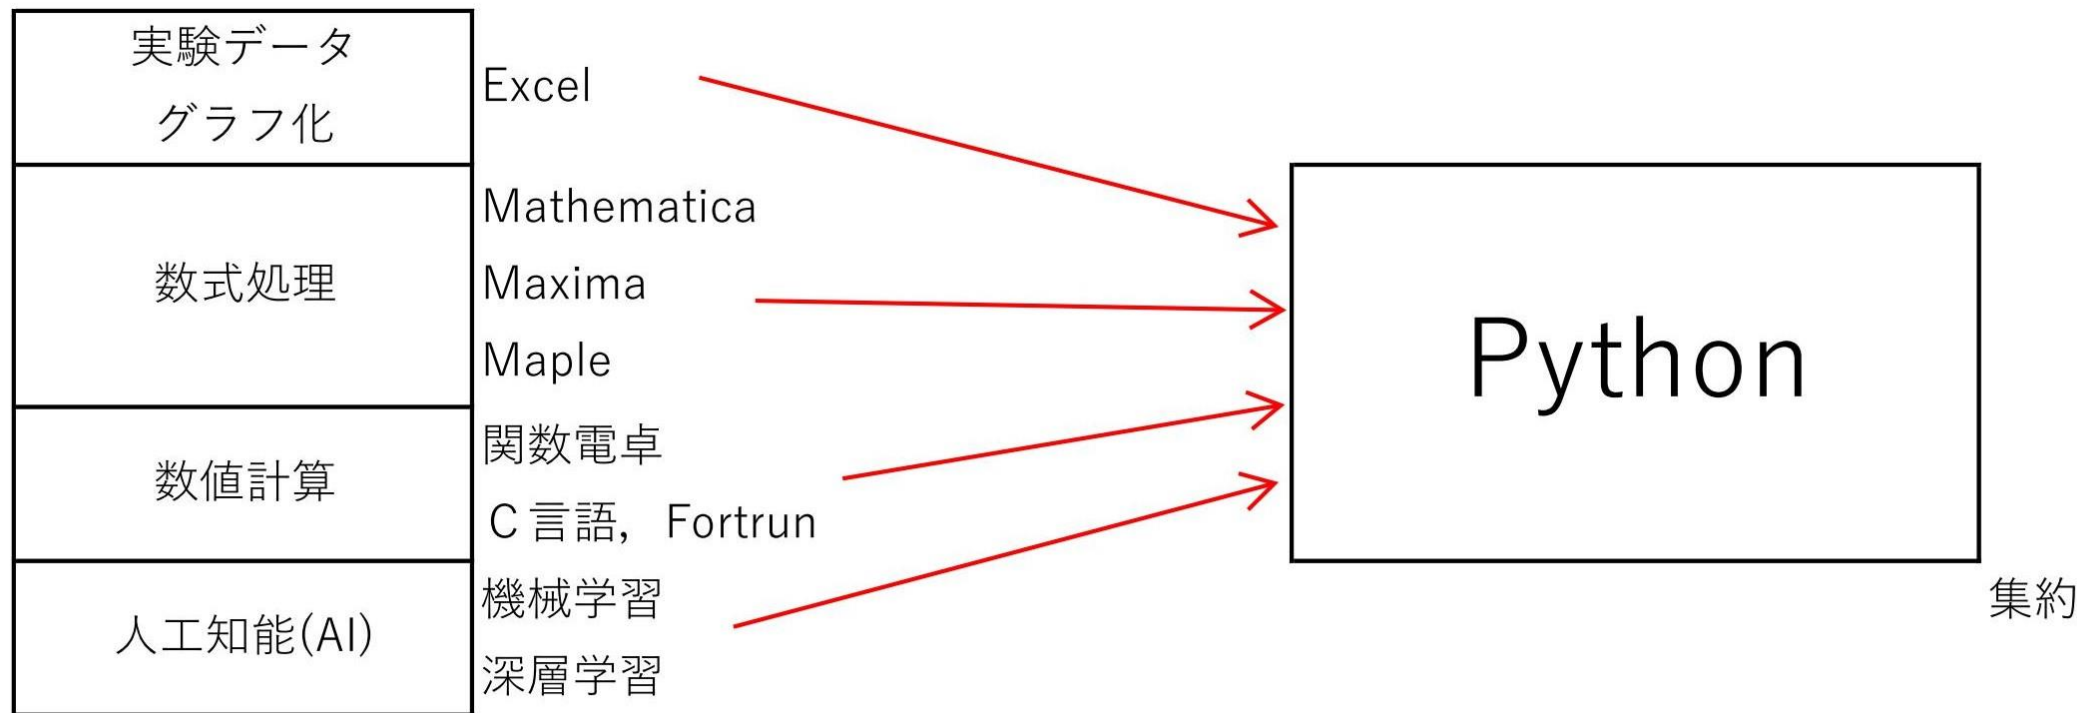 実験データ
グラフ化
Excel
数式処理
Mathematica
Maxima
Maple
数値計算
関数電卓
C言語，Fortrun
人工知能(AI)
機械学習
深層学習
Python
集約